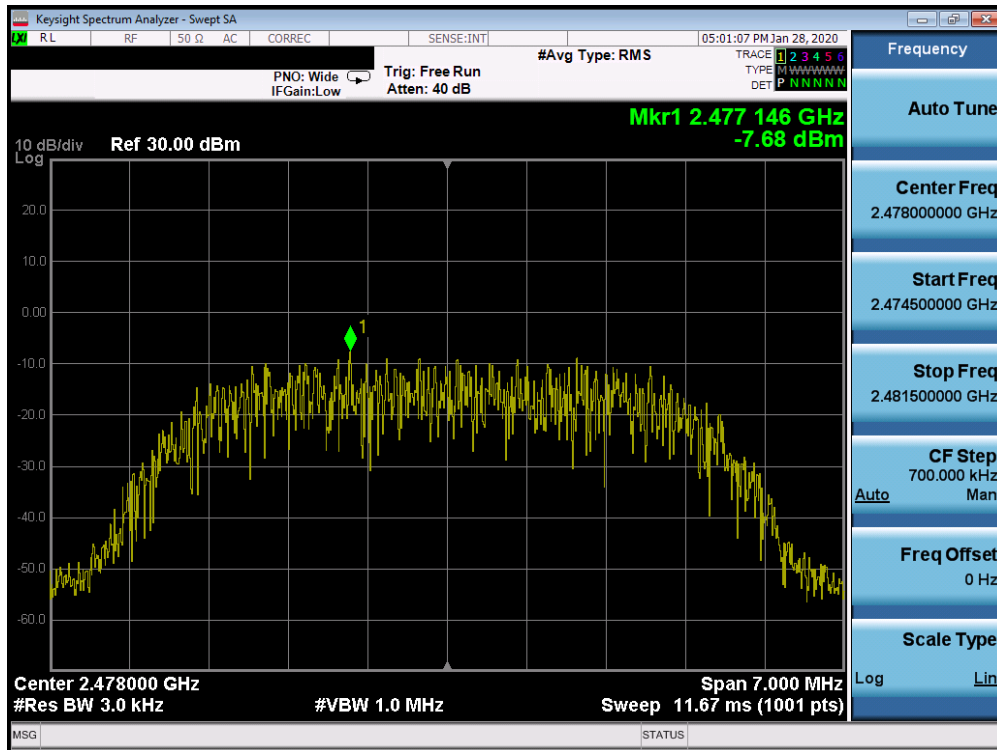 Keysight Spectrum Analyzer - Swept SA
LXI RL RF 50 Ω AC CORREC SENSE:INT 05:01:07 PM Jan 28, 2020
Frequency
PNO: Wide
IFGain:Low
Trig: Free Run
Atten: 40 dB
#Avg Type: RMS
TRACE 1 2 3 4 5 6
TYPE M W W W W W
DET P N N N N N
Mkr1 2.477 146 GHz
-7.68 dBm
10 dB/div Ref 30.00 dBm
Log
20.0
10.0
0.00
-10.0
-20.0
-30.0
-40.0
-50.0
-60.0
1
Center 2.478000 GHz
Span 7.000 MHz
#Res BW 3.0 kHz
#VBW 1.0 MHz
Sweep 11.67 ms (1001 pts)
Auto Tune
Center Freq
2.478000000 GHz
Start Freq
2.474500000 GHz
Stop Freq
2.481500000 GHz
CF Step
700.000 kHz
Auto Man
Freq Offset
0 Hz
Scale Type
Log Lin
MSG STATUS